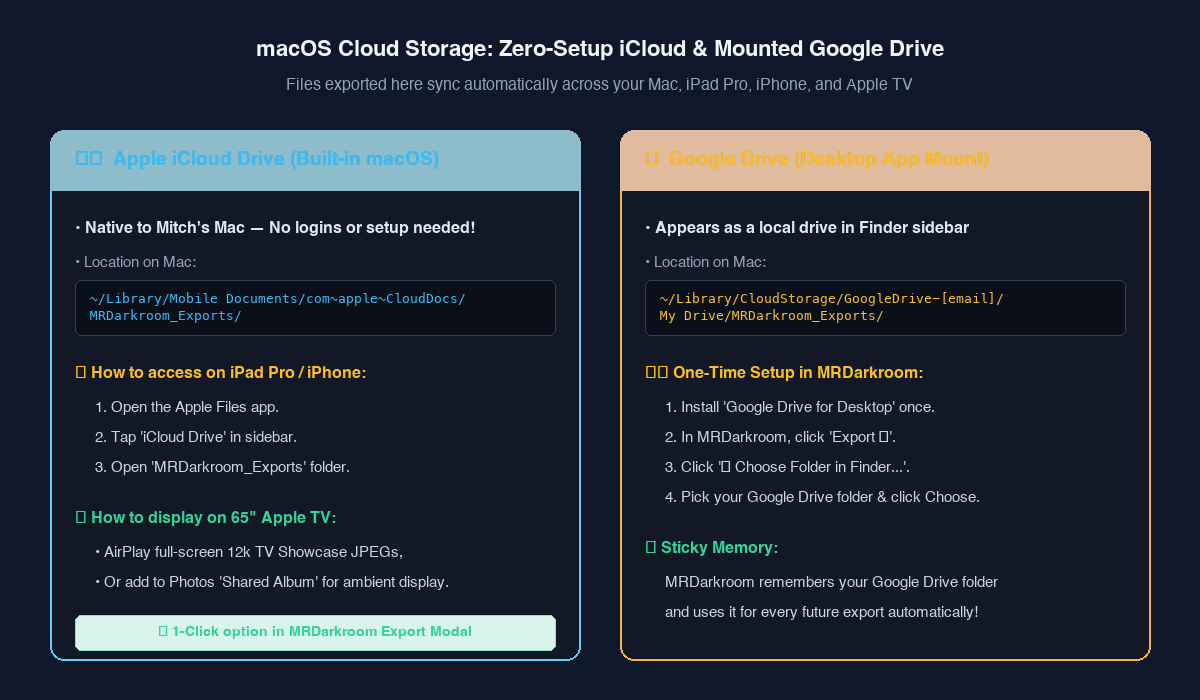 macOS Cloud Storage: Zero-Setup iCloud & Mounted Google Drive
Files exported here sync automatically across your Mac, iPad Pro, iPhone, and Apple TV
Apple iCloud Drive (Built-in macOS)
• Native to Mitch's Mac — No logins or setup needed!
• Location on Mac:
~/Library/Mobile Documents/com~apple~CloudDocs/
MRDarkroom_Exports/
How to access on iPad Pro / iPhone:
1. Open the Apple Files app.
2. Tap 'iCloud Drive' in sidebar.
3. Open 'MRDarkroom_Exports' folder.
How to display on 65" Apple TV:
• AirPlay full-screen 12k TV Showcase JPEGs,
• Or add to Photos 'Shared Album' for ambient display.
1-Click option in MRDarkroom Export Modal
Google Drive (Desktop App Mount)
• Appears as a local drive in Finder sidebar
• Location on Mac:
~/Library/CloudStorage/GoogleDrive-[email]/
My Drive/MRDarkroom_Exports/
One-Time Setup in MRDarkroom:
1. Install 'Google Drive for Desktop' once.
2. In MRDarkroom, click 'Export ▯'.
3. Click '▯ Choose Folder in Finder...'.
4. Pick your Google Drive folder & click Choose.
Sticky Memory:
MRDarkroom remembers your Google Drive folder
and uses it for every future export automatically!